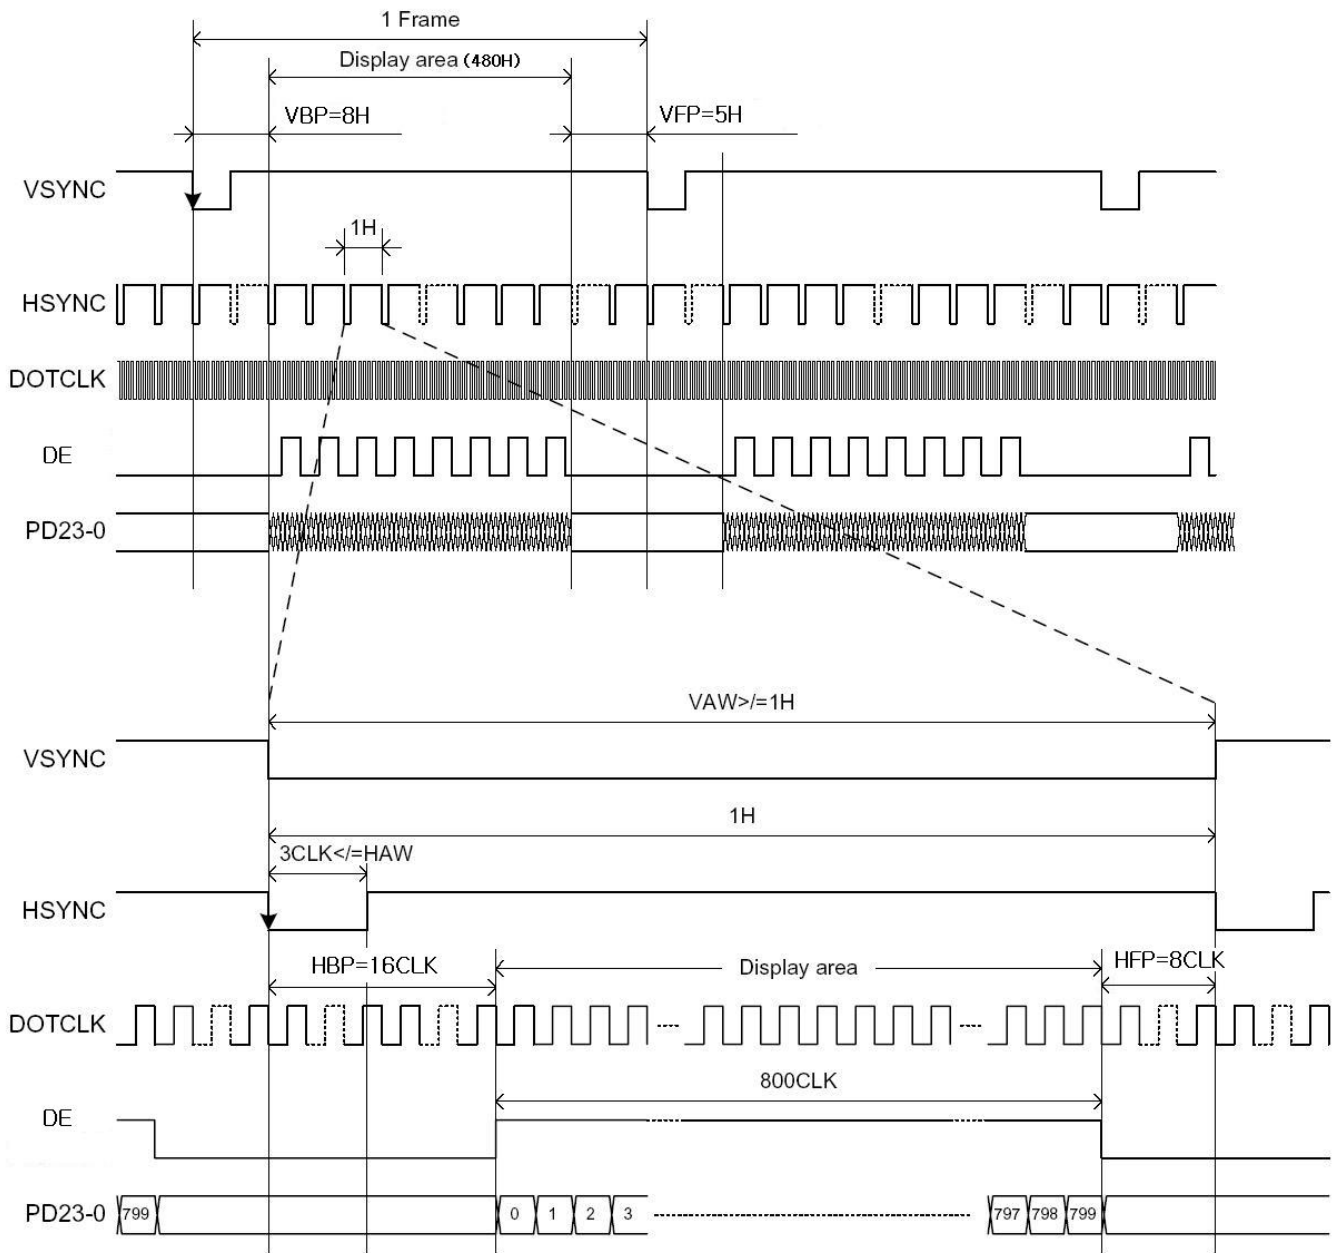 1 Frame
Display area (480H)
VBP=8H
VFP=5H
VSYNC
1H
HSYNC
DOTCLK
DE
PD23-0
VAW>/=1H
VSYNC
1H
3CLK</=HAW
HSYNC
HBP=16CLK
Display area
HFP=8CLK
DOTCLK
800CLK
DE
PD23-0 799 0 1 2 3 797 798 799